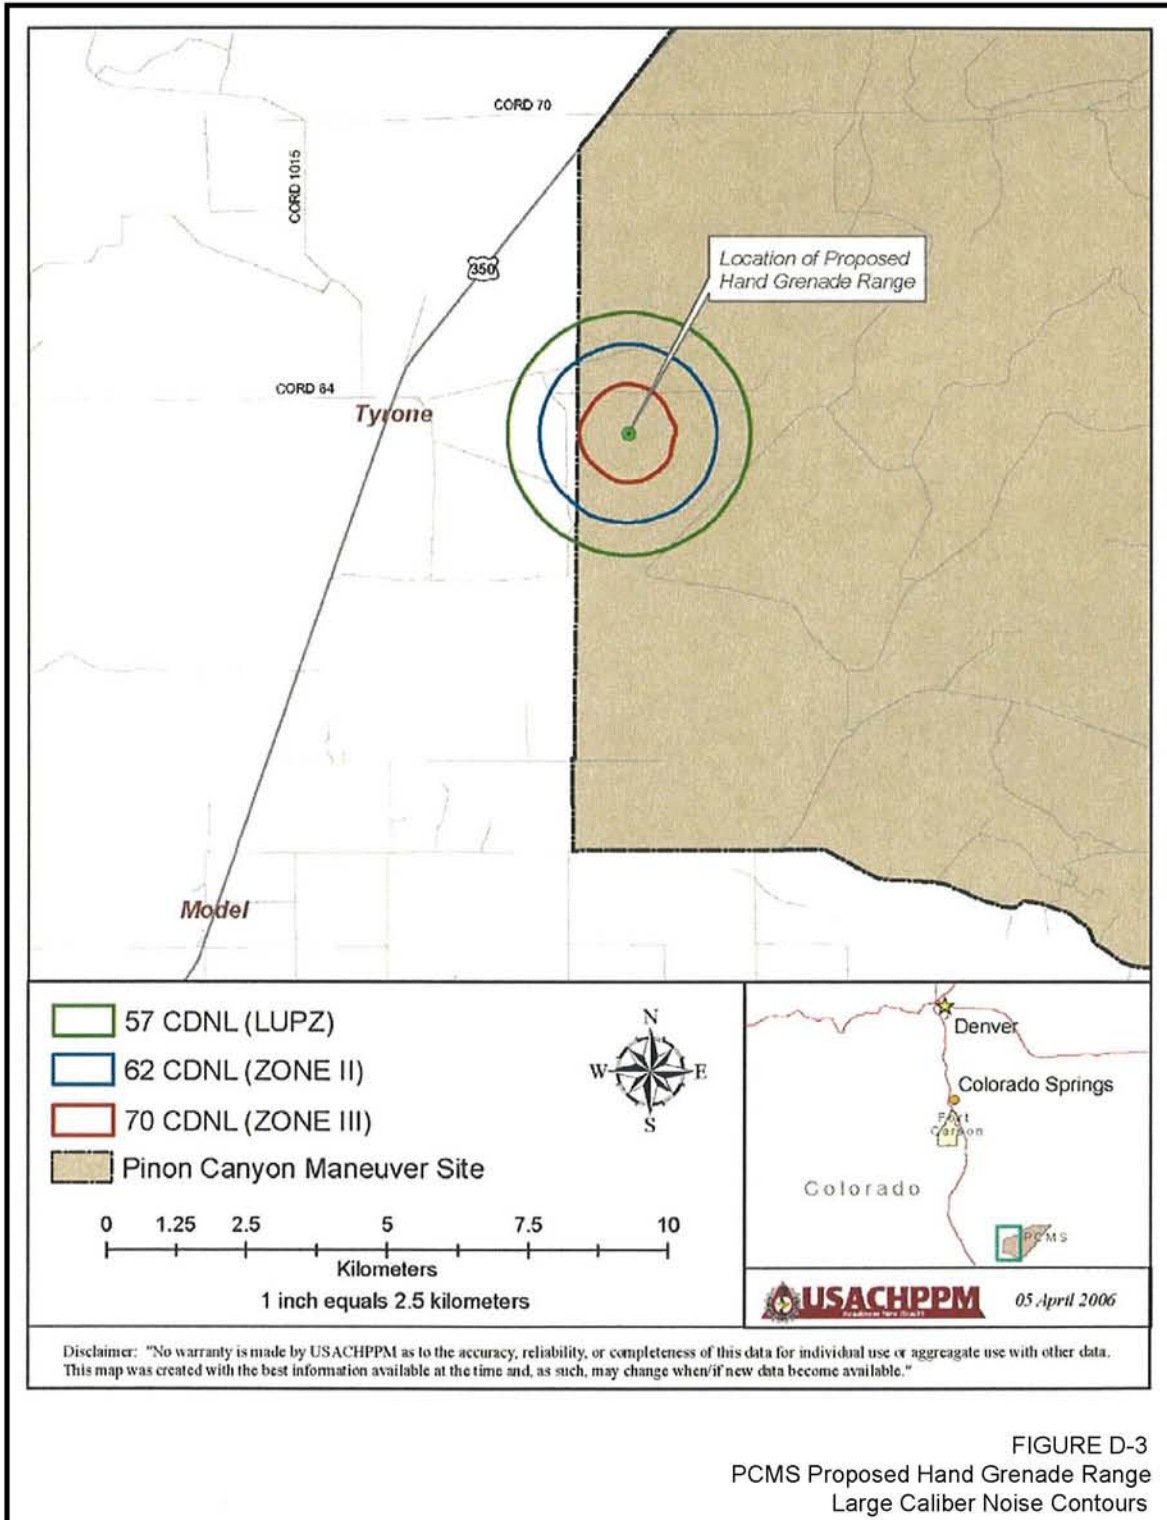 CORD 70
CORD 1015
350
Location of Proposed
Hand Grenade Range
CORD 64
Tyrone
Model
57 CDNL (LUPZ)
62 CDNL (ZONE II)
70 CDNL (ZONE III)
Pinon Canyon Maneuver Site
N
W E
S
0 1.25 2.5 5 7.5 10
Kilometers
1 inch equals 2.5 kilometers
Denver
Colorado Springs
Fort
Carson
Colorado
PCMS
USACHPPM
05 April 2006
Disclaimer: "No warranty is made by USACHPPM as to the accuracy, reliability, or completeness of this data for individual use or aggreagate use with other data.
This map was created with the best information available at the time and, as such, may change when/if new data become available."
FIGURE D-3
PCMS Proposed Hand Grenade Range
Large Caliber Noise Contours